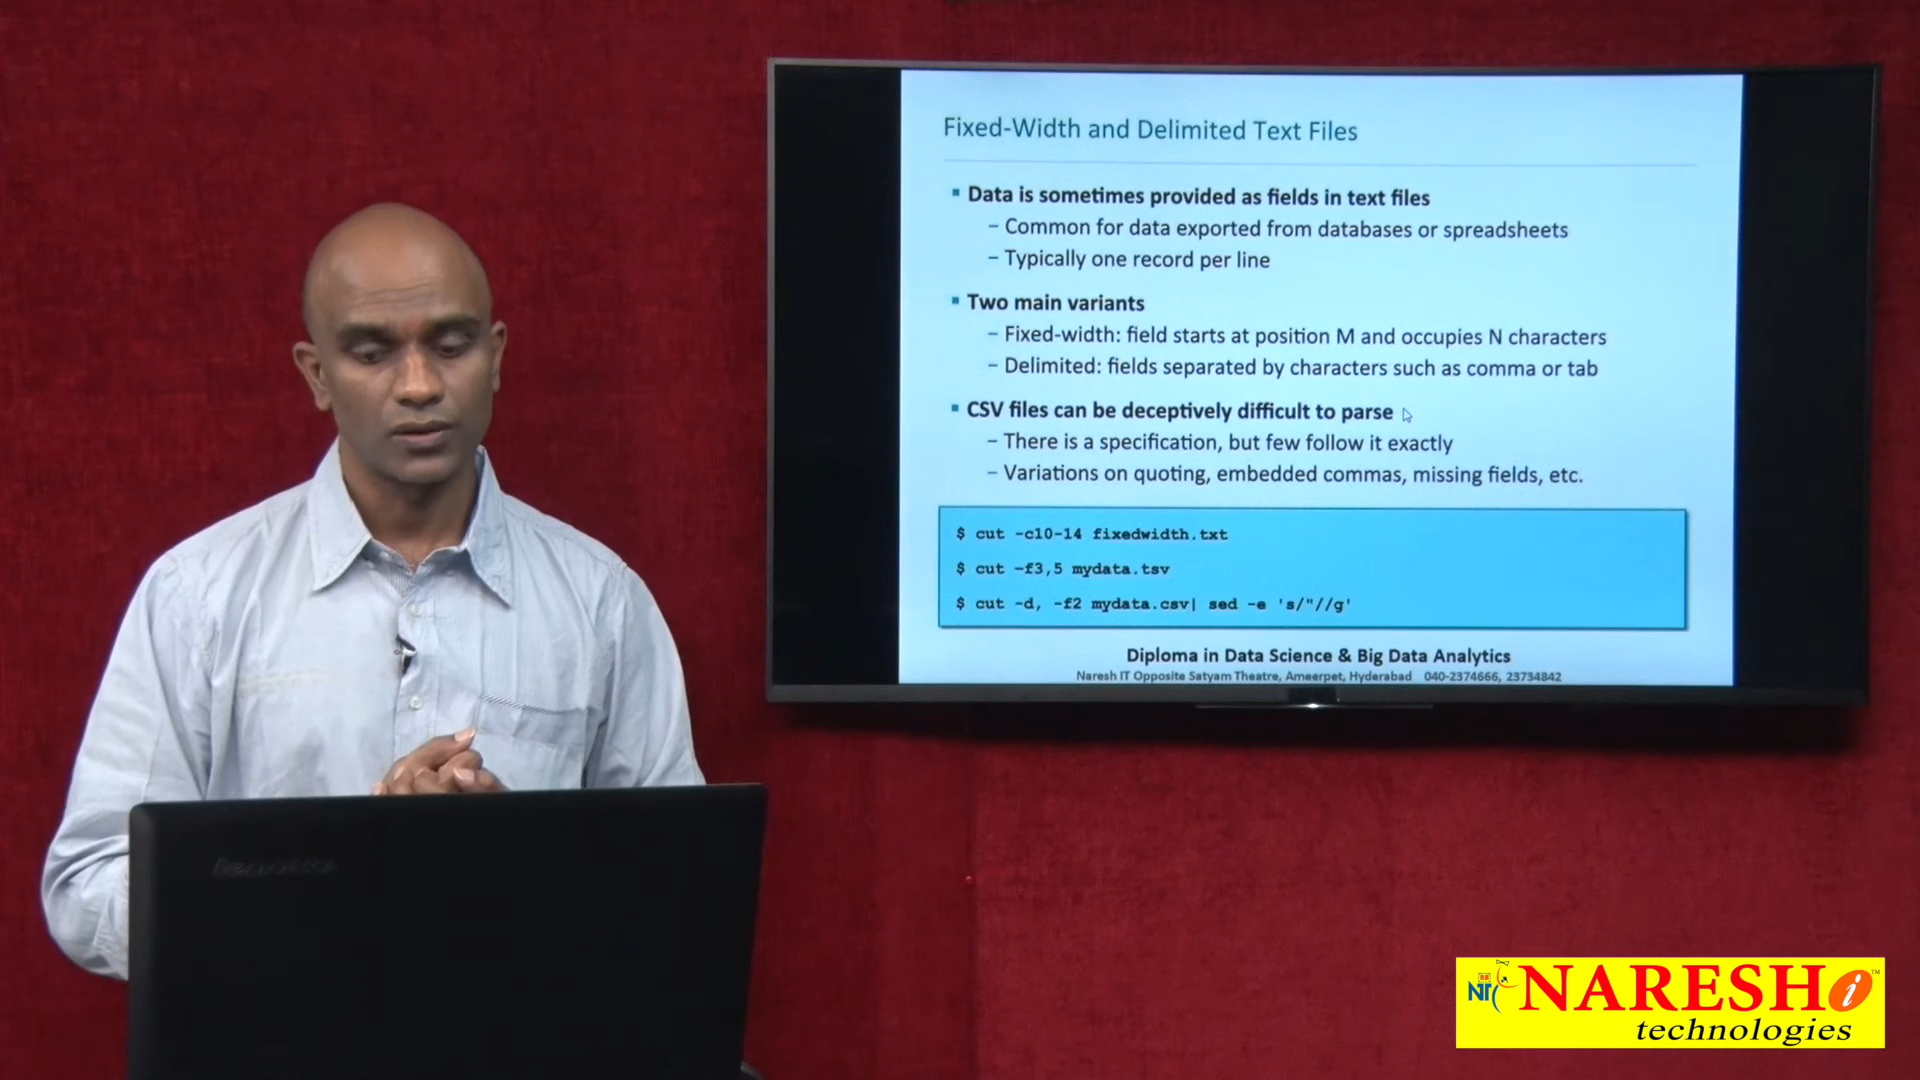 Fixed-Width and Delimited Text Files
▪ Data is sometimes provided as fields in text files
– Common for data exported from databases or spreadsheets
– Typically one record per line
▪ Two main variants
– Fixed-width: field starts at position M and occupies N characters
– Delimited: fields separated by characters such as comma or tab
▪ CSV files can be deceptively difficult to parse
– There is a specification, but few follow it exactly
– Variations on quoting, embedded commas, missing fields, etc.
$ cut -c10-14 fixedwidth.txt
$ cut -f3,5 mydata.tsv
$ cut -d, -f2 mydata.csv| sed -e 's/"//g'
Diploma in Data Science & Big Data Analytics
Naresh IT Opposite Satyam Theatre, Ameerpet, Hyderabad 040-2374666, 23734842
NT NARESH i ™
technologies